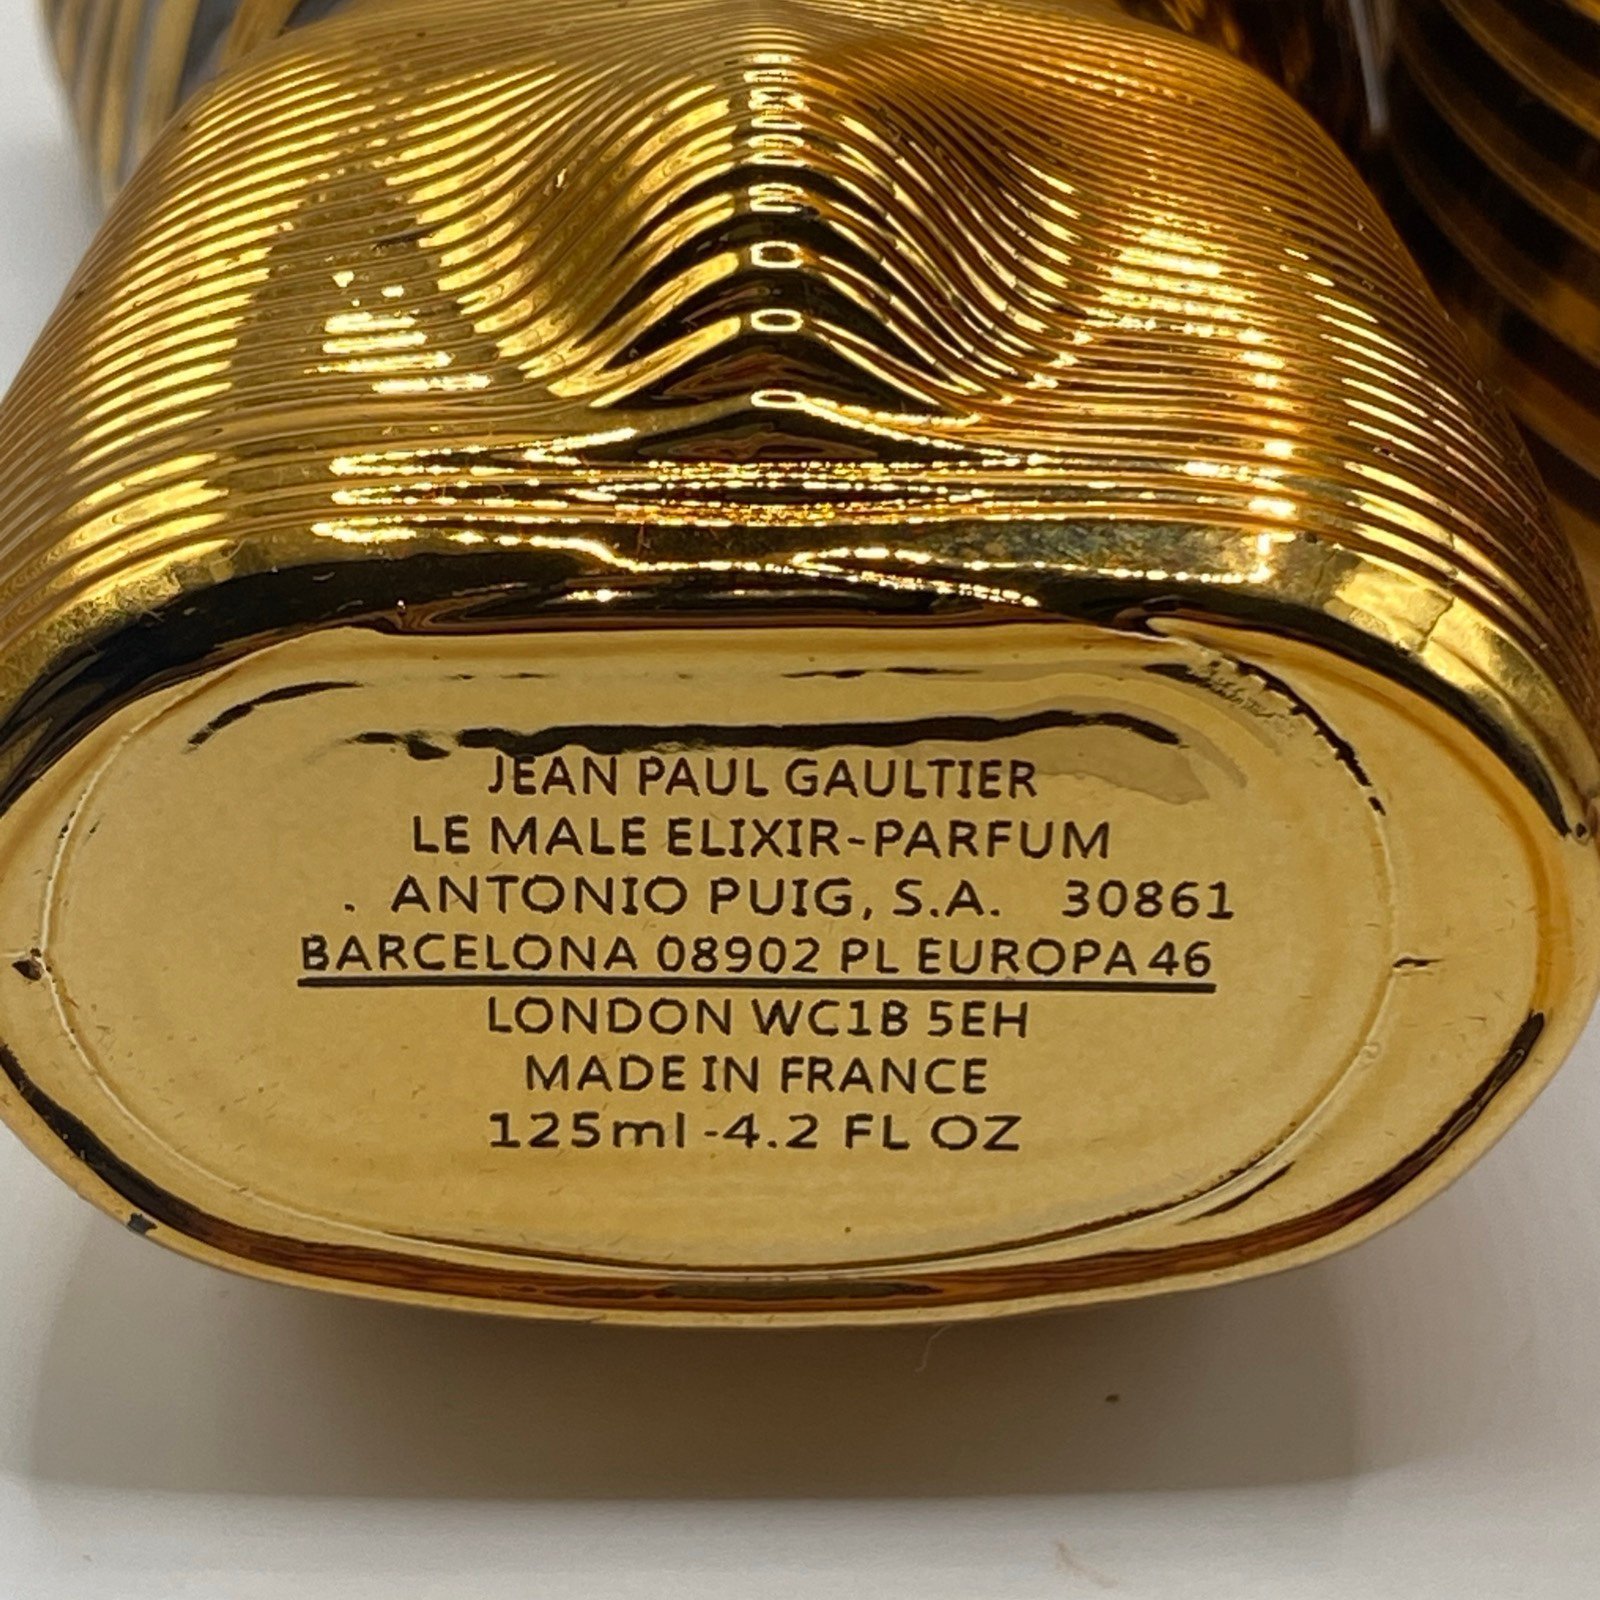 JEAN PAUL GAULTIER
LE MALE ELIXIR-PARFUM
. ANTONIO PUIG, S.A. 30861
BARCELONA 08902 PL EUROPA 46
LONDON WC1B 5EH
MADE IN FRANCE
125ml-4.2 FL OZ